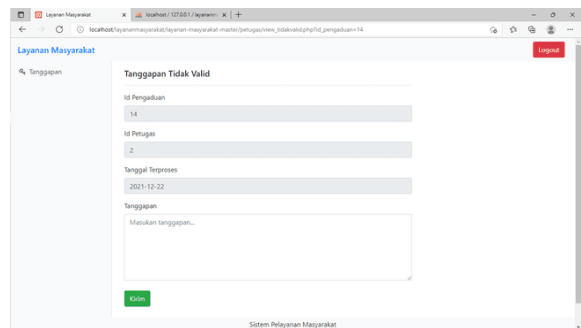 Layanan Masyarakat
localhost / 127.0.0.1 / layananm
localhost/layananmasyarakat/layanan-masyarakat-master/petugas/view_tidakvalid.php?id_pengaduan=14
Layanan Masyarakat
Logout
Tanggapan
Tanggapan Tidak Valid
Id Pengaduan
14
Id Petugas
2
Tanggal Terproses
2021-12-22
Tanggapan
Masukan tanggapan...
Kirim
Sistem Pelayanan Masyarakat